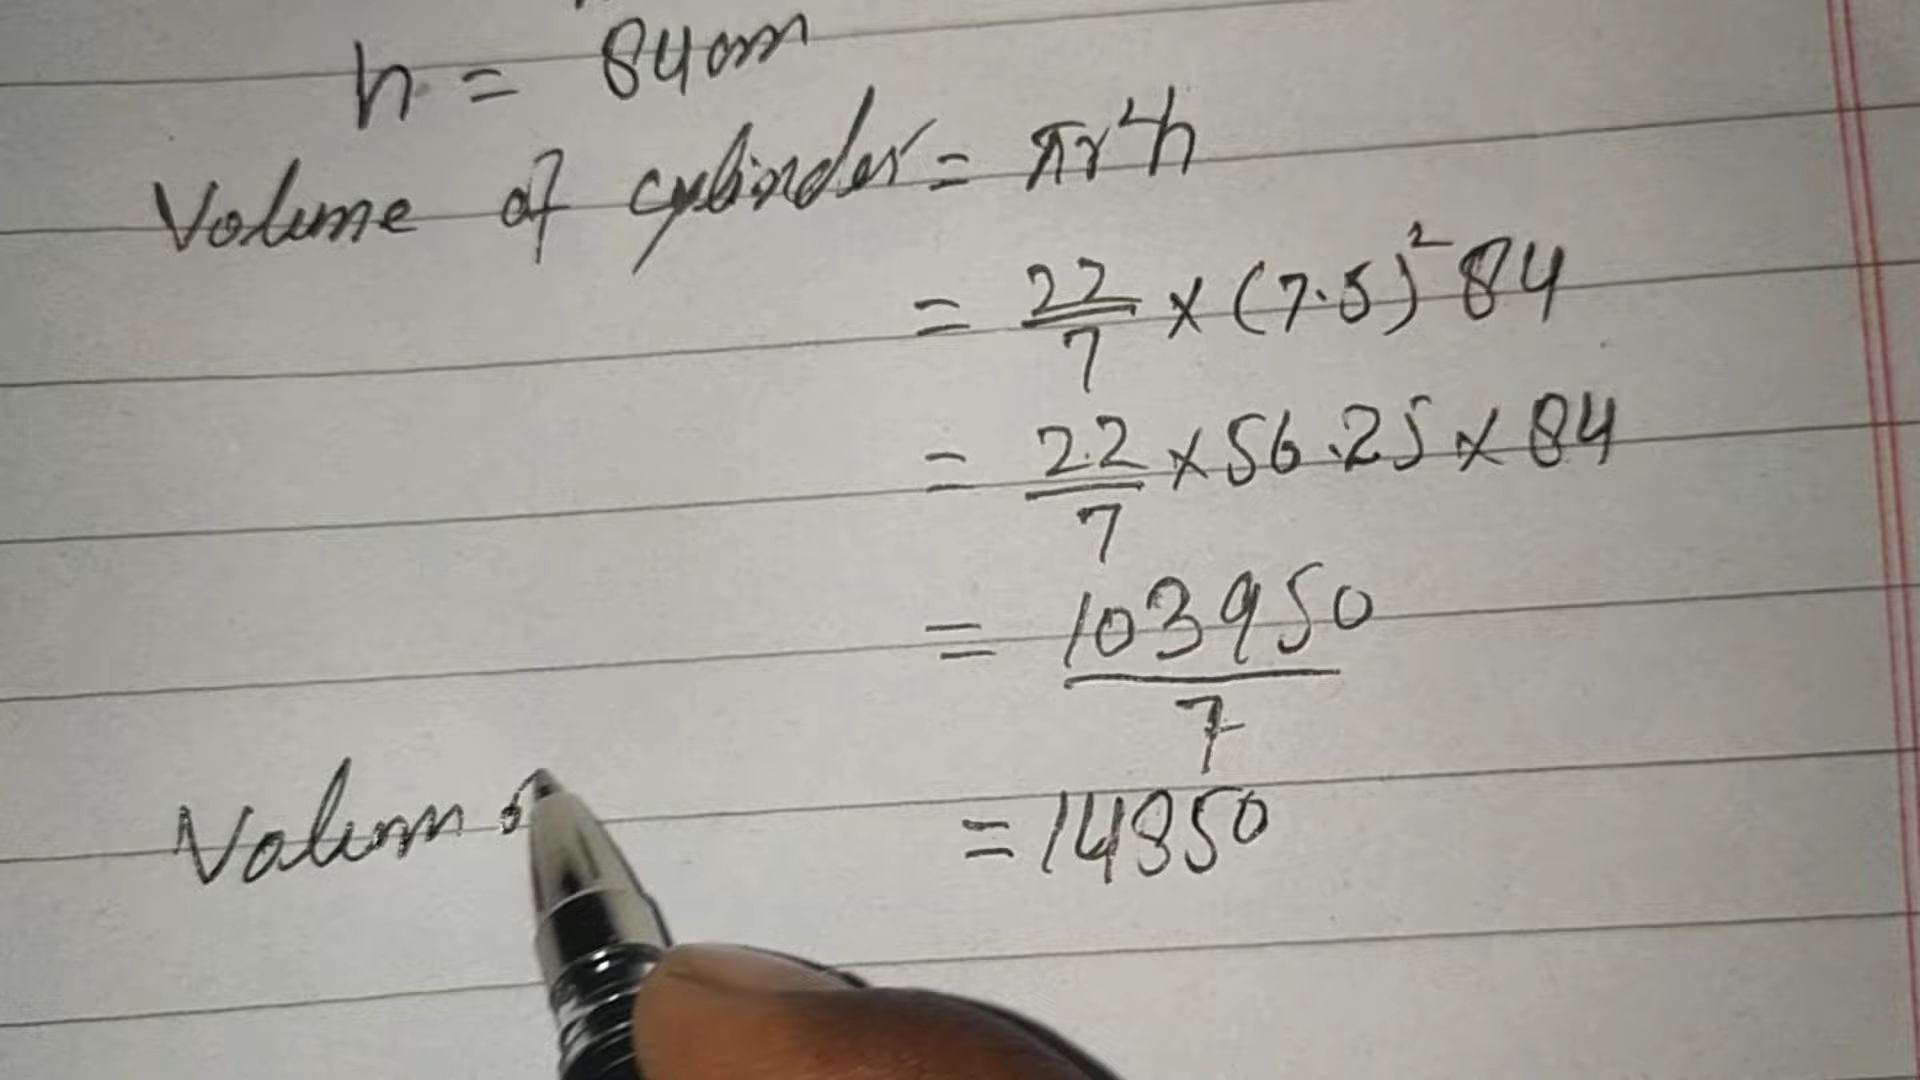 h = 84cm
Volume of cylinder = πr²h
= 22/7 × (7.5)² 84
= 22/7 × 56.25 × 84
= 103950/7
= 14850
Volum o